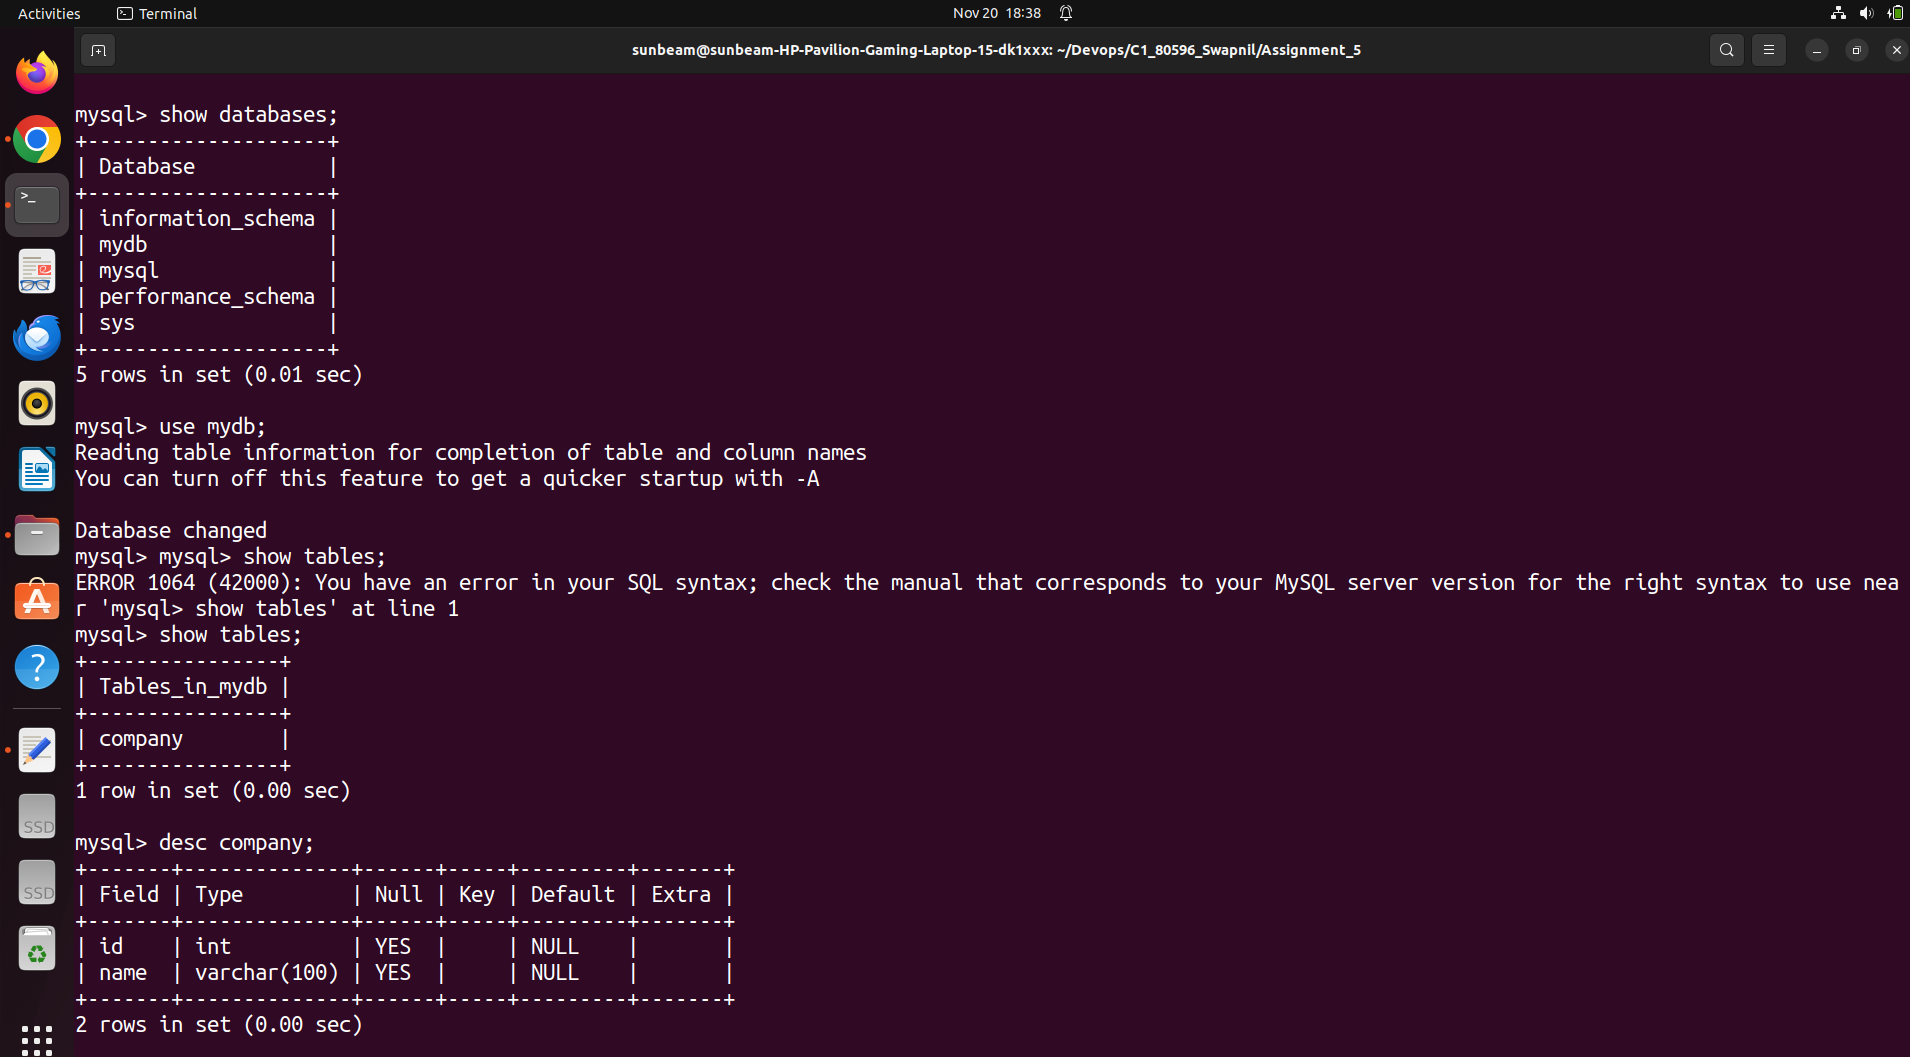 Activities
Terminal
Nov 20 18:38
sunbeam@sunbeam-HP-Pavilion-Gaming-Laptop-15-dk1xxx: ~/Devops/C1_80596_Swapnil/Assignment_5
mysql> show databases;
+--------------------+
| Database           |
+--------------------+
| information_schema |
| mydb               |
| mysql              |
| performance_schema |
| sys                |
+--------------------+
5 rows in set (0.01 sec)
mysql> use mydb;
Reading table information for completion of table and column names
You can turn off this feature to get a quicker startup with -A
Database changed
mysql> mysql> show tables;
ERROR 1064 (42000): You have an error in your SQL syntax; check the manual that corresponds to your MySQL server version for the right syntax to use nea
r 'mysql> show tables' at line 1
mysql> show tables;
+----------------+
| Tables_in_mydb |
+----------------+
| company        |
+----------------+
1 row in set (0.00 sec)
mysql> desc company;
+-------+--------------+------+-----+---------+-------+
| Field | Type         | Null | Key | Default | Extra |
+-------+--------------+------+-----+---------+-------+
| id    | int          | YES  |     | NULL    |       |
| name  | varchar(100) | YES  |     | NULL    |       |
+-------+--------------+------+-----+---------+-------+
2 rows in set (0.00 sec)
>_
?
SSD
SSD